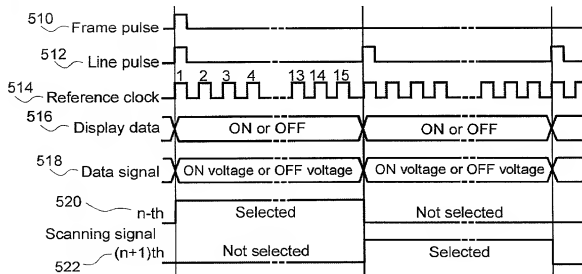 510
Frame pulse
512
Line pulse
1 2 3 4 13 14 15
514
Reference clock
516
Display data
ON or OFF ON or OFF
518
Data signal
ON voltage or OFF voltage ON voltage or OFF voltage
520
n-th
Selected Not selected
Scanning signal
(n+1)th
Not selected Selected
522